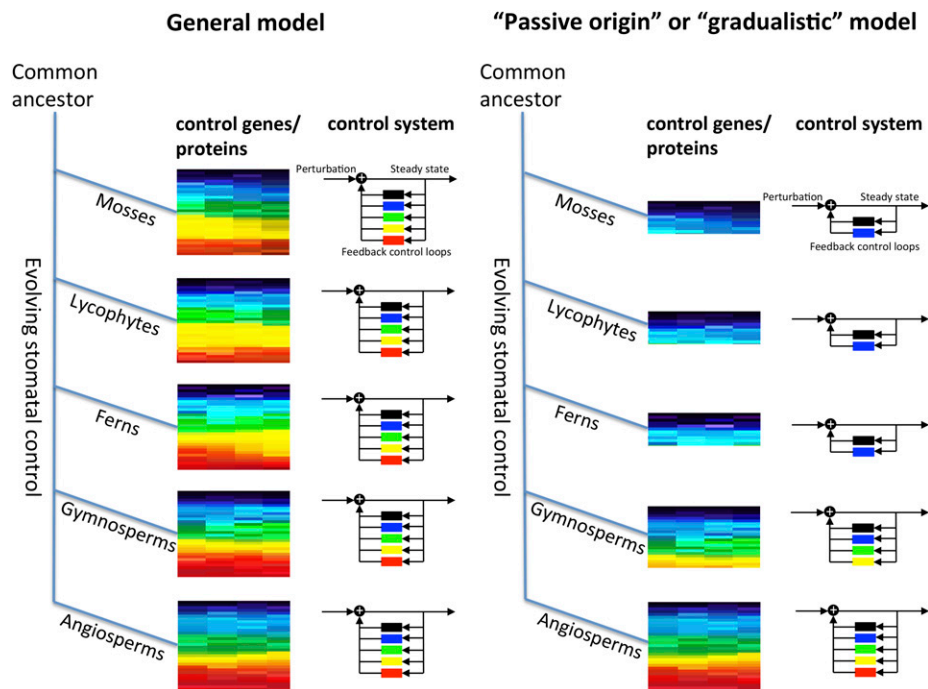 General model
Common
ancestor
control genes/
proteins
control system
Perturbation
Steady state
Feedback control loops
Mosses
Lycophytes
Ferns
Gymnosperms
Angiosperms
Evolving stomatal control
“Passive origin” or “gradualistic” model
Common
ancestor
control genes/
proteins
control system
Perturbation
Steady state
Feedback control loops
Mosses
Lycophytes
Ferns
Gymnosperms
Angiosperms
Evolving stomatal control